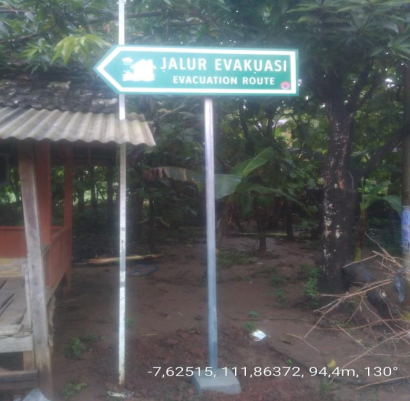 JALUR EVAKUASI
EVACUATION ROUTE
-7,62515, 111,86372, 94,4m, 130°